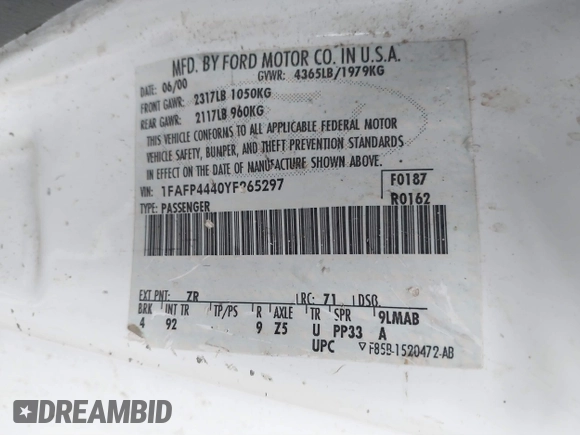 MFD. BY FORD MOTOR CO. IN U.S.A.
DATE: 06/00 GVWR: 4365LB/1979KG
FRONT GAWR: 2317LB 1050KG
REAR GAWR: 2117LB 960KG
THIS VEHICLE CONFORMS TO ALL APPLICABLE FEDERAL MOTOR
VEHICLE SAFETY, BUMPER, AND THEFT PREVENTION STANDARDS
IN EFFECT ON THE DATE OF MANUFACTURE SHOWN ABOVE.
VIN: 1FAFP4440YF265297 F0187
TYPE: PASSENGER R0162
EXT PNT: ZR RC: 71 DSO:
BRK INT TR TP/PS R AXLE TR SPR 9LMAB
4 92 9 Z5 U PP33 A
UPC ▽ F85B-1520472-AB
DREAMBID
© DREAMBID